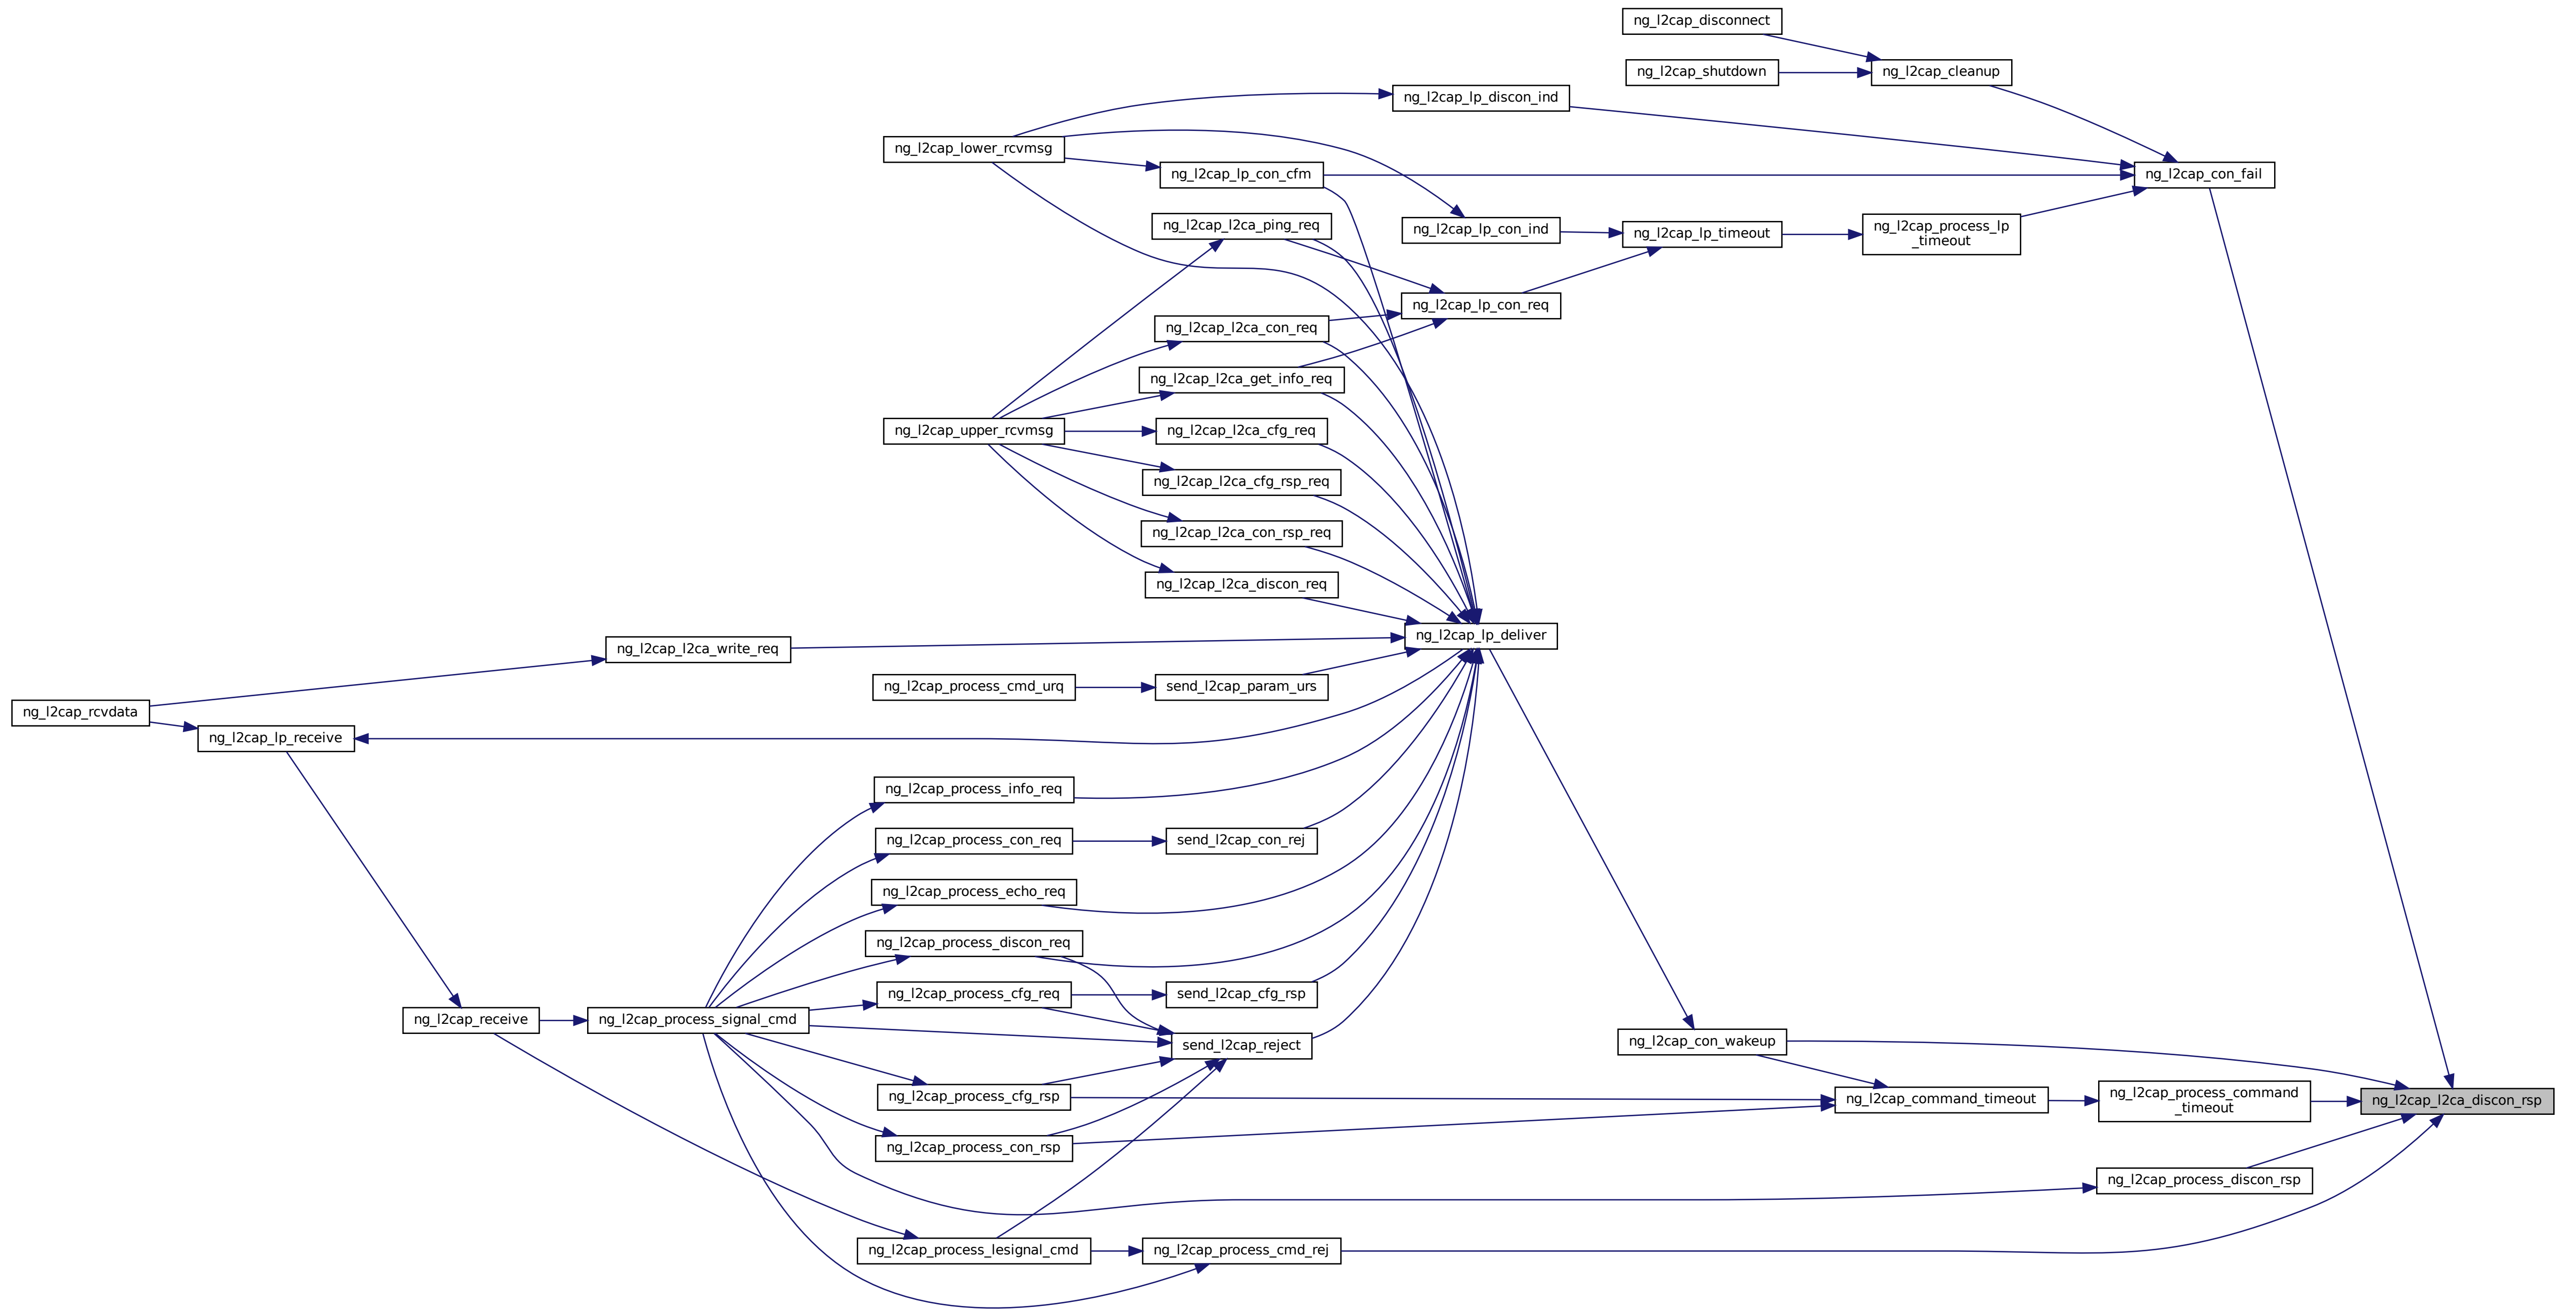 ng_l2cap_disconnect
ng_l2cap_shutdown
ng_l2cap_cleanup
ng_l2cap_lp_discon_ind
ng_l2cap_lower_rcvmsg
ng_l2cap_lp_con_cfm
ng_l2cap_con_fail
ng_l2cap_l2ca_ping_req
ng_l2cap_lp_con_ind
ng_l2cap_lp_timeout
ng_l2cap_process_lp
_timeout
ng_l2cap_lp_con_req
ng_l2cap_l2ca_con_req
ng_l2cap_l2ca_get_info_req
ng_l2cap_upper_rcvmsg
ng_l2cap_l2ca_cfg_req
ng_l2cap_l2ca_cfg_rsp_req
ng_l2cap_l2ca_con_rsp_req
ng_l2cap_l2ca_discon_req
ng_l2cap_lp_deliver
ng_l2cap_l2ca_write_req
ng_l2cap_process_cmd_urq
send_l2cap_param_urs
ng_l2cap_rcvdata
ng_l2cap_lp_receive
ng_l2cap_process_info_req
ng_l2cap_process_con_req
send_l2cap_con_rej
ng_l2cap_process_echo_req
ng_l2cap_process_discon_req
ng_l2cap_process_cfg_req
send_l2cap_cfg_rsp
ng_l2cap_receive
ng_l2cap_process_signal_cmd
send_l2cap_reject
ng_l2cap_con_wakeup
ng_l2cap_process_cfg_rsp
ng_l2cap_command_timeout
ng_l2cap_process_command
_timeout
ng_l2cap_l2ca_discon_rsp
ng_l2cap_process_con_rsp
ng_l2cap_process_discon_rsp
ng_l2cap_process_lesignal_cmd
ng_l2cap_process_cmd_rej